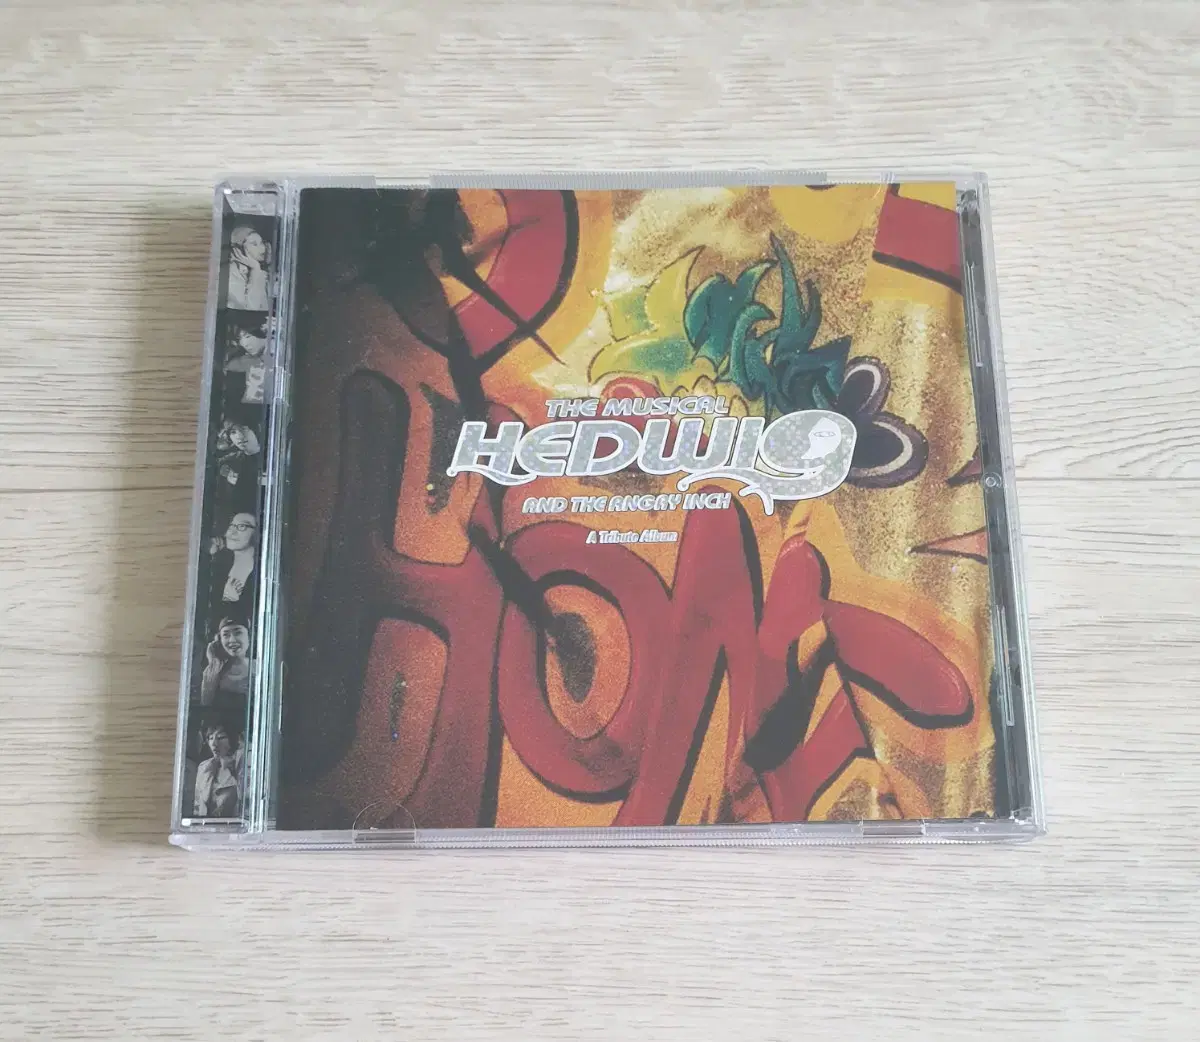 THE MUSICAL
HEDWIG
AND THE ANGRY INCH
A Tribute Album